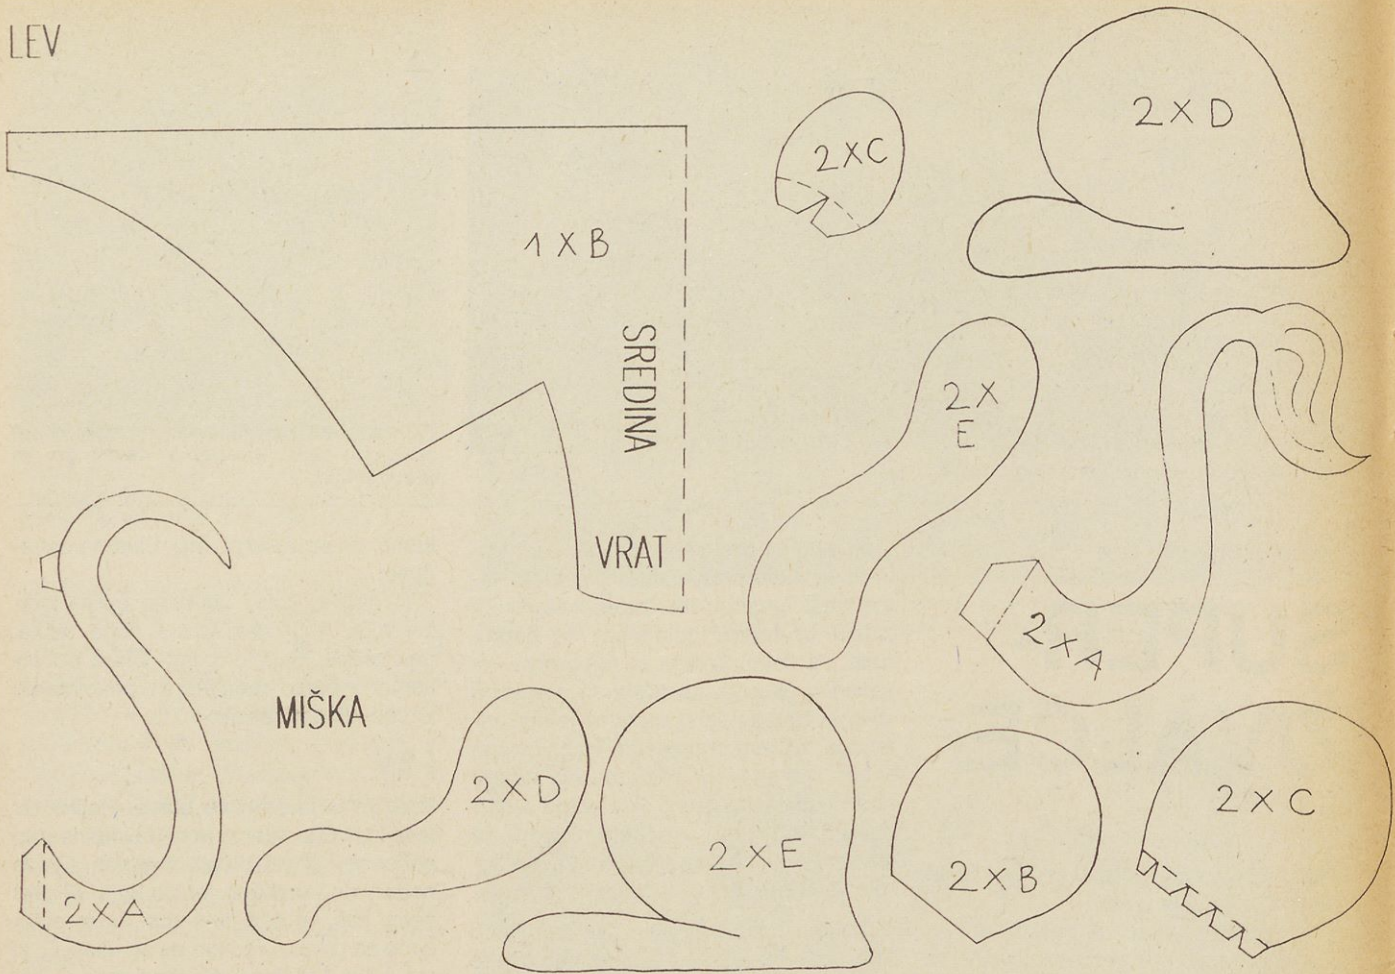 LEV
2 X D
2 X C
1 X B
SREDINA
2 X
E
VRAT
2 X A
MIŠKA
2 X D
2 X C
2 X E
2 X B
2 X A